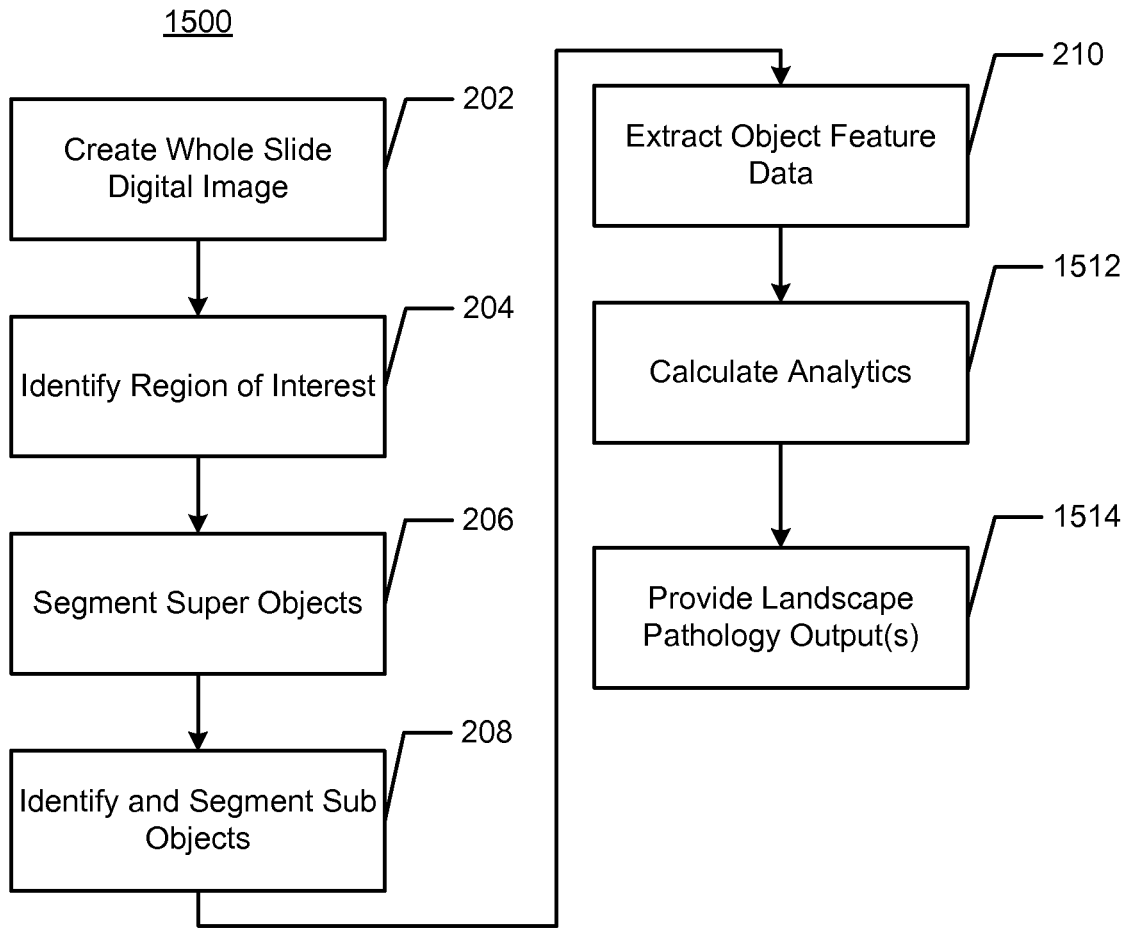 1500
202
Create Whole Slide
Digital Image
204
Identify Region of Interest
206
Segment Super Objects
208
Identify and Segment Sub
Objects
210
Extract Object Feature
Data
1512
Calculate Analytics
1514
Provide Landscape
Pathology Output(s)